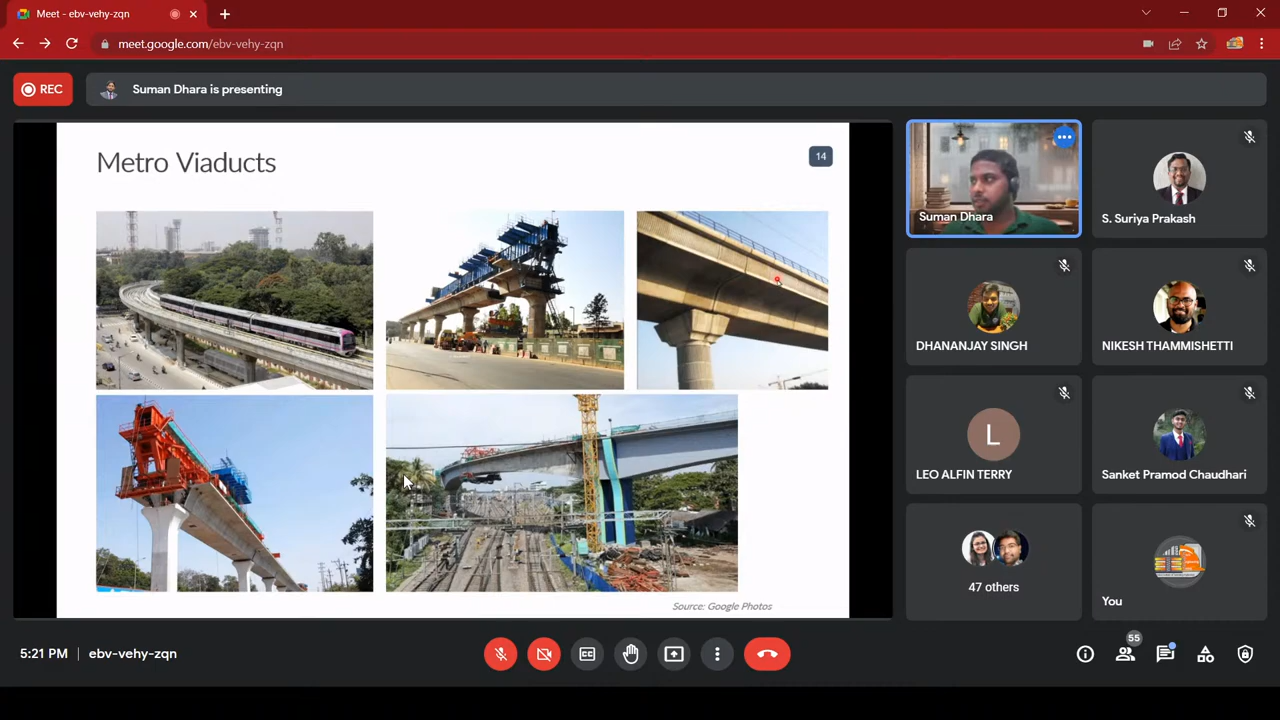 Meet - ebv-vehy-zqn
meet.google.com/ebv-vehy-zqn
REC
Suman Dhara is presenting
Metro Viaducts
14
Source: Google Photos
Suman Dhara
S. Suriya Prakash
DHANANJAY SINGH
NIKESH THAMMISHETTI
L
LEO ALFIN TERRY
Sanket Pramod Chaudhari
47 others
You
5:21 PM
ebv-vehy-zqn
CC
55